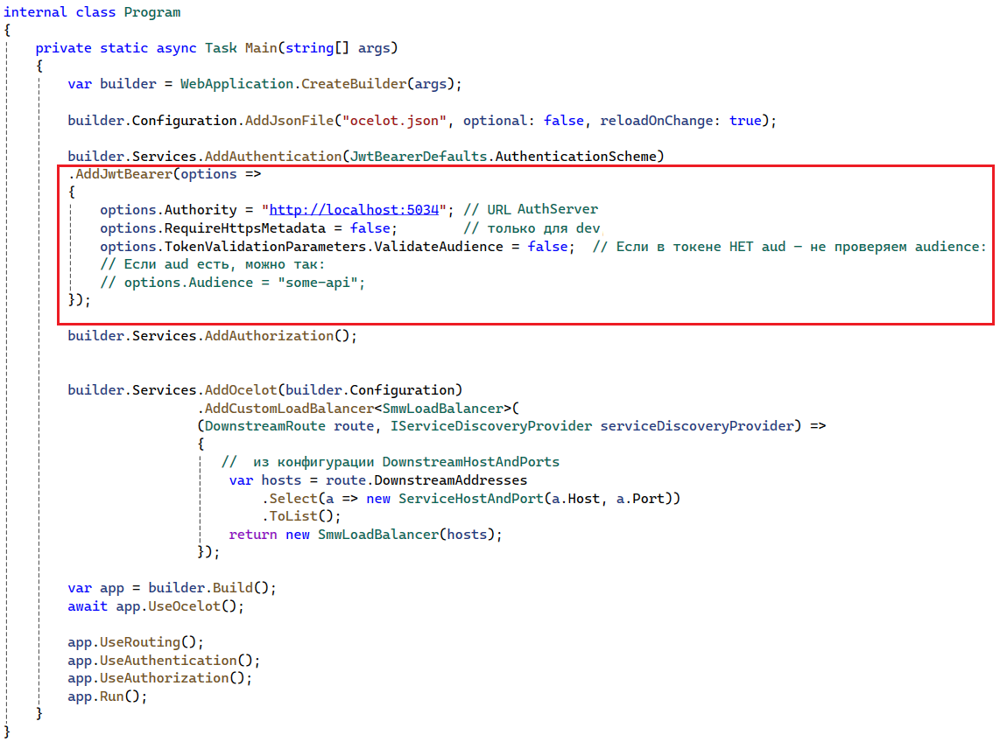 internal class Program
{
    private static async Task Main(string[] args)
    {
        var builder = WebApplication.CreateBuilder(args);
        builder.Configuration.AddJsonFile("ocelot.json", optional: false, reloadOnChange: true);
        builder.Services.AddAuthentication(JwtBearerDefaults.AuthenticationScheme)
        .AddJwtBearer(options =>
        {
            options.Authority = "http://localhost:5034"; // URL AuthServer
            options.RequireHttpsMetadata = false;        // только для dev
            options.TokenValidationParameters.ValidateAudience = false;  // Если в токене НЕТ aud — не проверяем audience:
            // Если aud есть, можно так:
            // options.Audience = "some-api";
        });
        builder.Services.AddAuthorization();
        builder.Services.AddOcelot(builder.Configuration)
                        .AddCustomLoadBalancer<SmwLoadBalancer>(
                        (DownstreamRoute route, IServiceDiscoveryProvider serviceDiscoveryProvider) =>
                        {
                           //  из конфигурации DownstreamHostAndPorts
                            var hosts = route.DownstreamAddresses
                                .Select(a => new ServiceHostAndPort(a.Host, a.Port))
                                .ToList();
                            return new SmwLoadBalancer(hosts);
                        });
        var app = builder.Build();
        await app.UseOcelot();
        app.UseRouting();
        app.UseAuthentication();
        app.UseAuthorization();
        app.Run();
    }
}